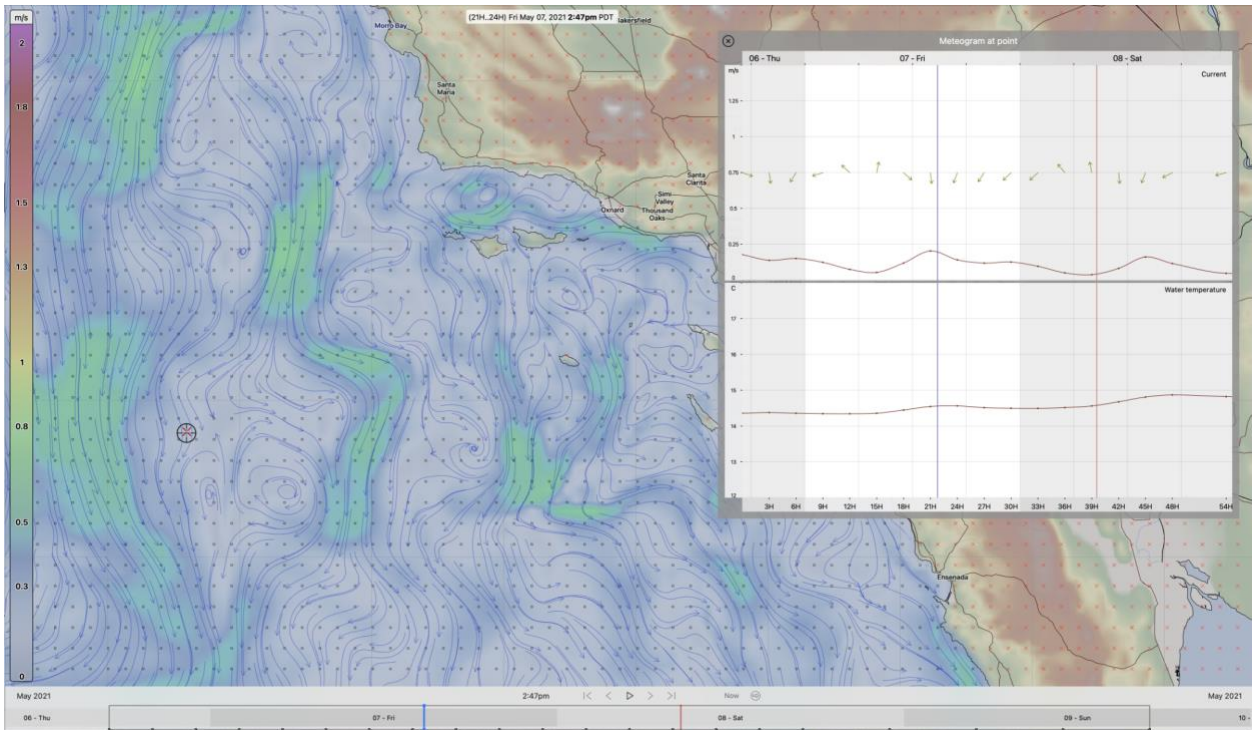 m/s
2
1.8
1.5
1.3
1
0.8
0.5
0.3
0
(21H..24H) Fri May 07, 2021 2:47pm PDT
Morro Bay
Santa
Maria
Santa
Clarita
Simi
Valley
Thousand
Oaks
Oxnard
Ensenada
Meteogram at point
06 - Thu
07 - Fri
08 - Sat
m/s
Current
1.25
1
0.75
0.5
0.25
0
C
Water temperature
17
16
15
14
13
12
3H 6H 9H 12H 15H 18H 21H 24H 27H 30H 33H 36H 39H 42H 45H 48H 54H
May 2021
2:47pm
Now
May 2021
06 - Thu
07 - Fri
08 - Sat
09 - Sun
10 -